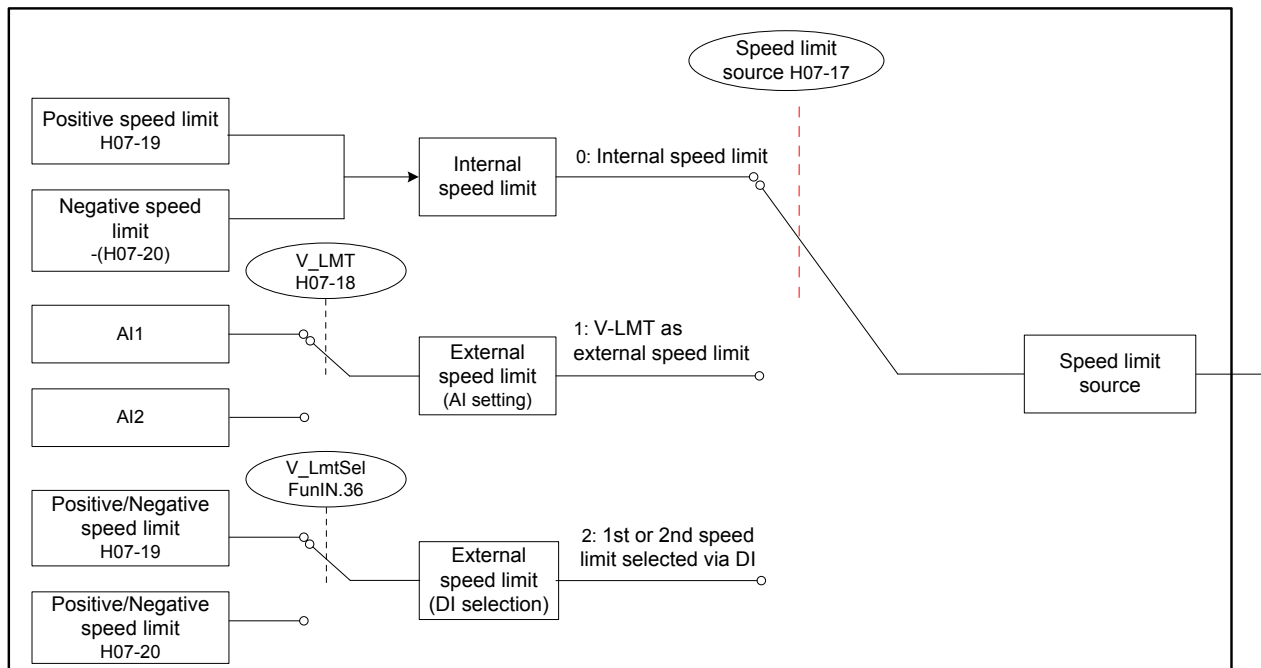 Speed limit
source H07-17
Positive speed limit
H07-19
Internal
speed limit
0: Internal speed limit
Negative speed
limit
-(H07-20)
V_LMT
H07-18
AI1
External
speed limit
(AI setting)
1: V-LMT as
external speed limit
Speed limit
source
AI2
V_LmtSel
FunIN.36
Positive/Negative
speed limit
H07-19
External
speed limit
(DI selection)
2: 1st or 2nd speed
limit selected via DI
Positive/Negative
speed limit
H07-20